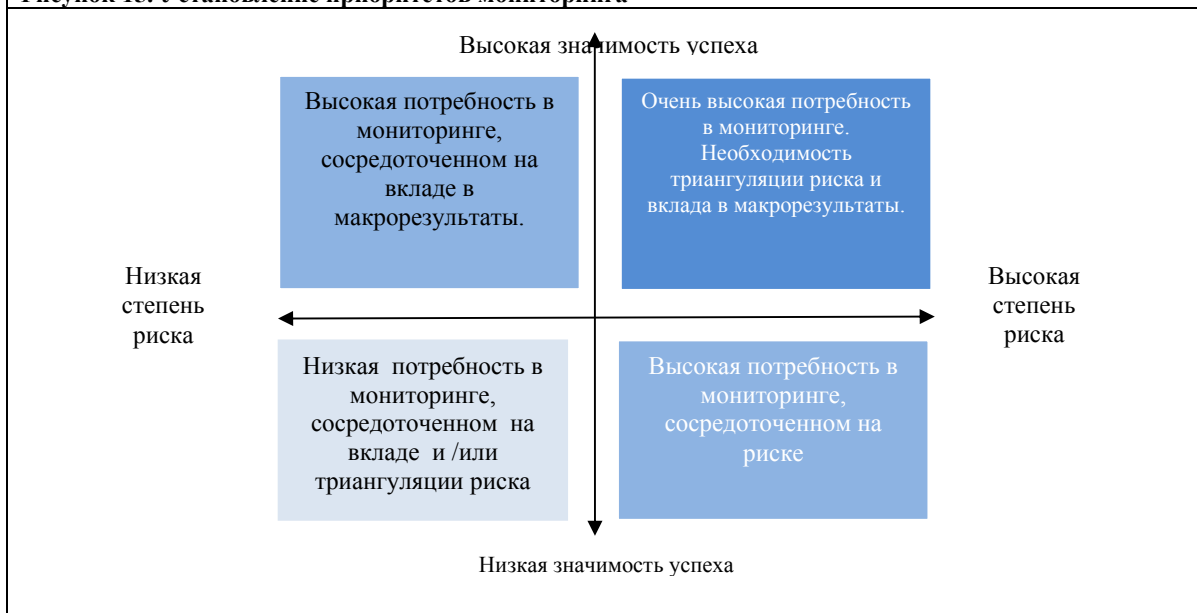 Высокая значимость успеха
Высокая потребность в
мониторинге,
сосредоточенном на
вкладе в
макрорезультаты.
Очень высокая потребность
в мониторинге.
Необходимость
триангуляции риска и
вклада в макрорезультаты.
Низкая
степень
риска
Высокая
степень
риска
Низкая потребность в
мониторинге,
сосредоточенном на
вкладе и /или
триангуляции риска
Высокая потребность в
мониторинге,
сосредоточенном на
риске
Низкая значимость успеха